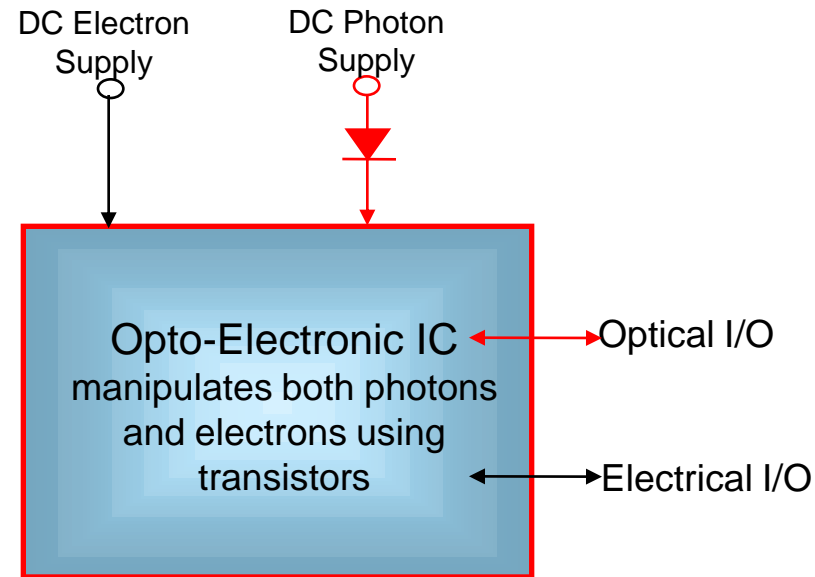 DC Electron
Supply
DC Photon
Supply
Opto-Electronic IC
manipulates both photons
and electrons using
transistors
Optical I/O
Electrical I/O